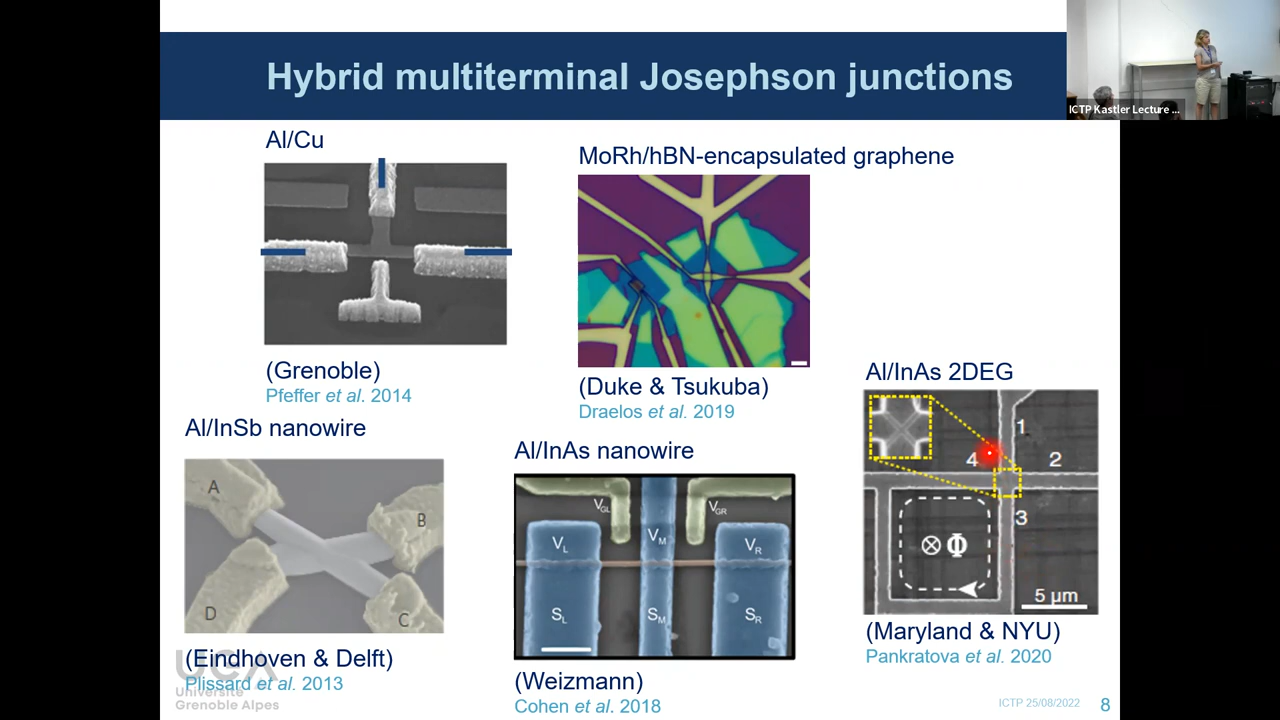 Hybrid multiterminal Josephson junctions
ICTP Kastler Lecture ...
Al/Cu
(Grenoble)
Pfeffer et al. 2014
MoRh/hBN-encapsulated graphene
(Duke & Tsukuba)
Draelos et al. 2019
Al/InAs 2DEG
1
2
3
4
⊗ Φ
5 µm
(Maryland & NYU)
Pankratova et al. 2020
Al/InSb nanowire
A
B
C
D
(Eindhoven & Delft)
Plissard et al. 2013
Al/InAs nanowire
VGL
VGR
VL
VM
VR
SL
SM
SR
(Weizmann)
Cohen et al. 2018
UGA
Université
Grenoble Alpes
ICTP 25/08/2022
8